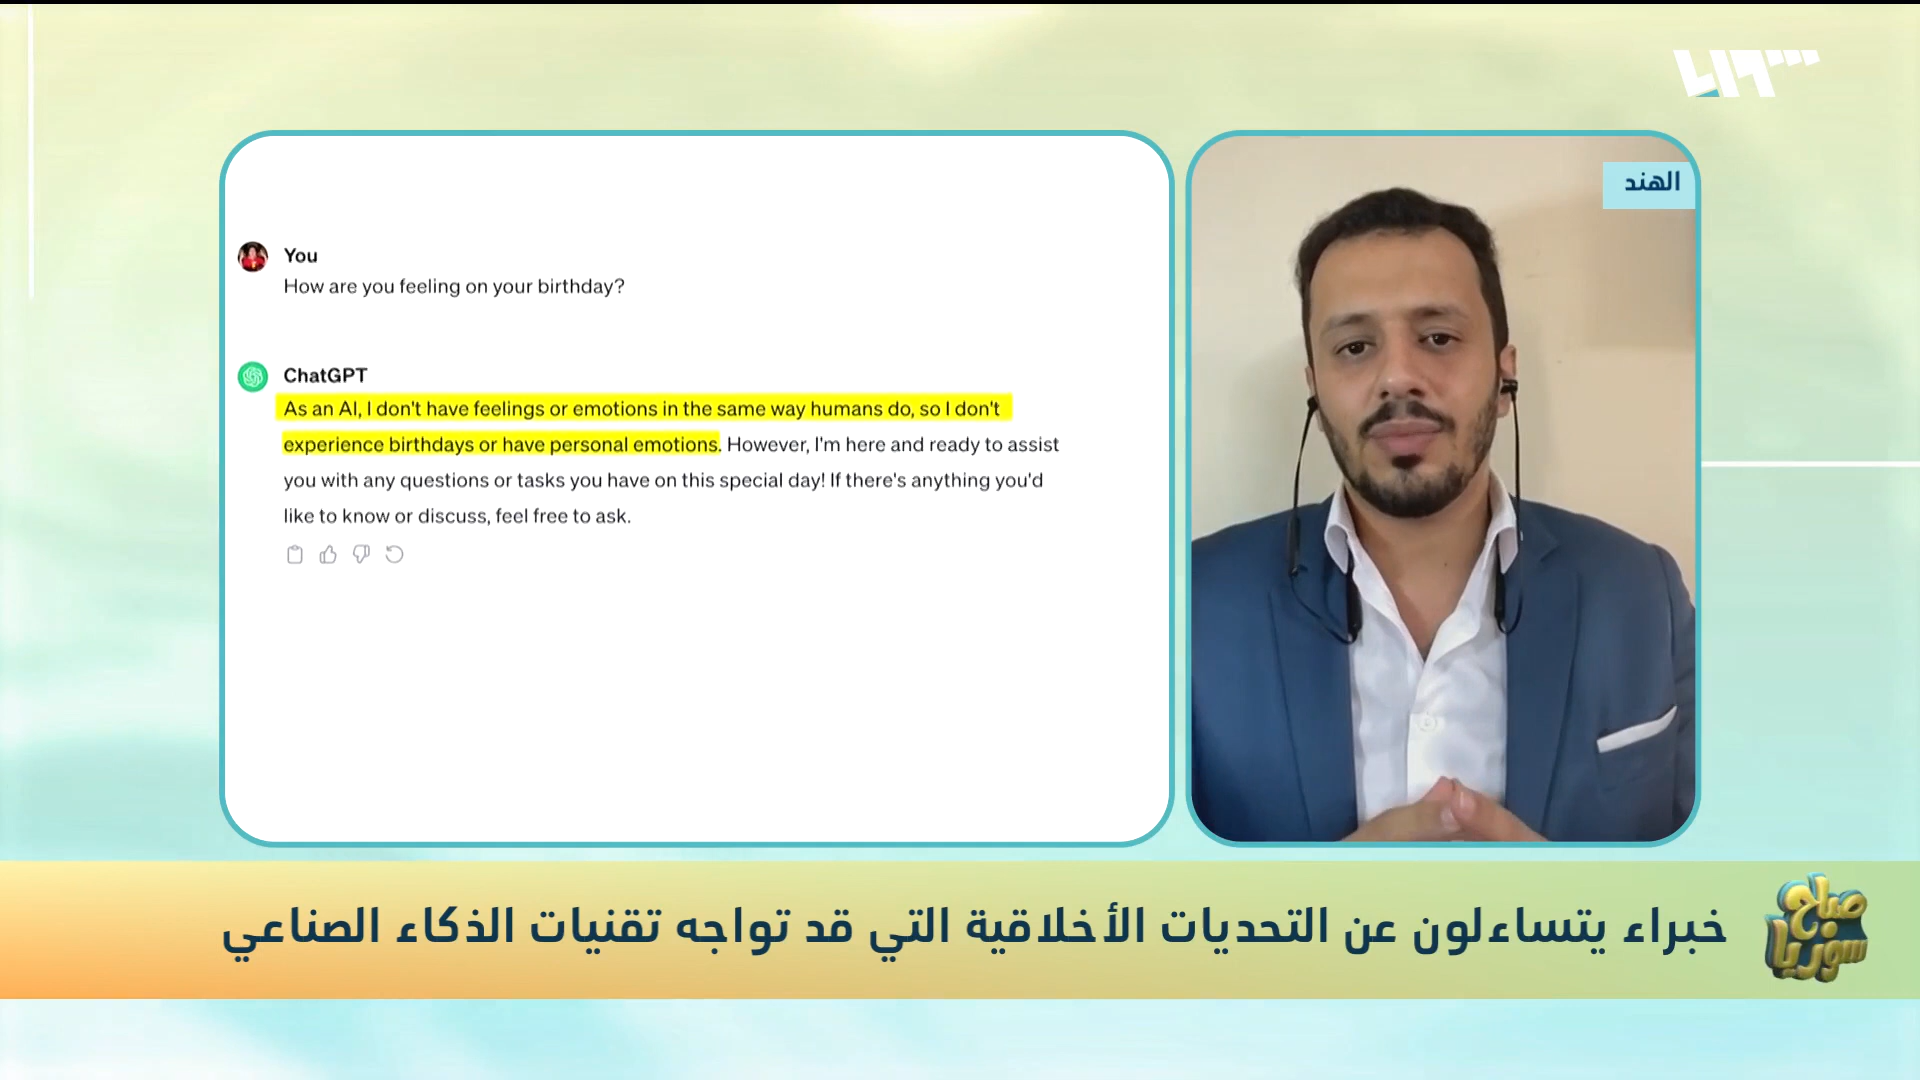 سوريا
الهند
You
How are you feeling on your birthday?
ChatGPT
As an AI, I don't have feelings or emotions in the same way humans do, so I don't
experience birthdays or have personal emotions. However, I'm here and ready to assist
you with any questions or tasks you have on this special day! If there's anything you'd
like to know or discuss, feel free to ask.
خبراء يتساءلون عن التحديات الأخلاقية التي قد تواجه تقنيات الذكاء الصناعي
صباح
سوريا